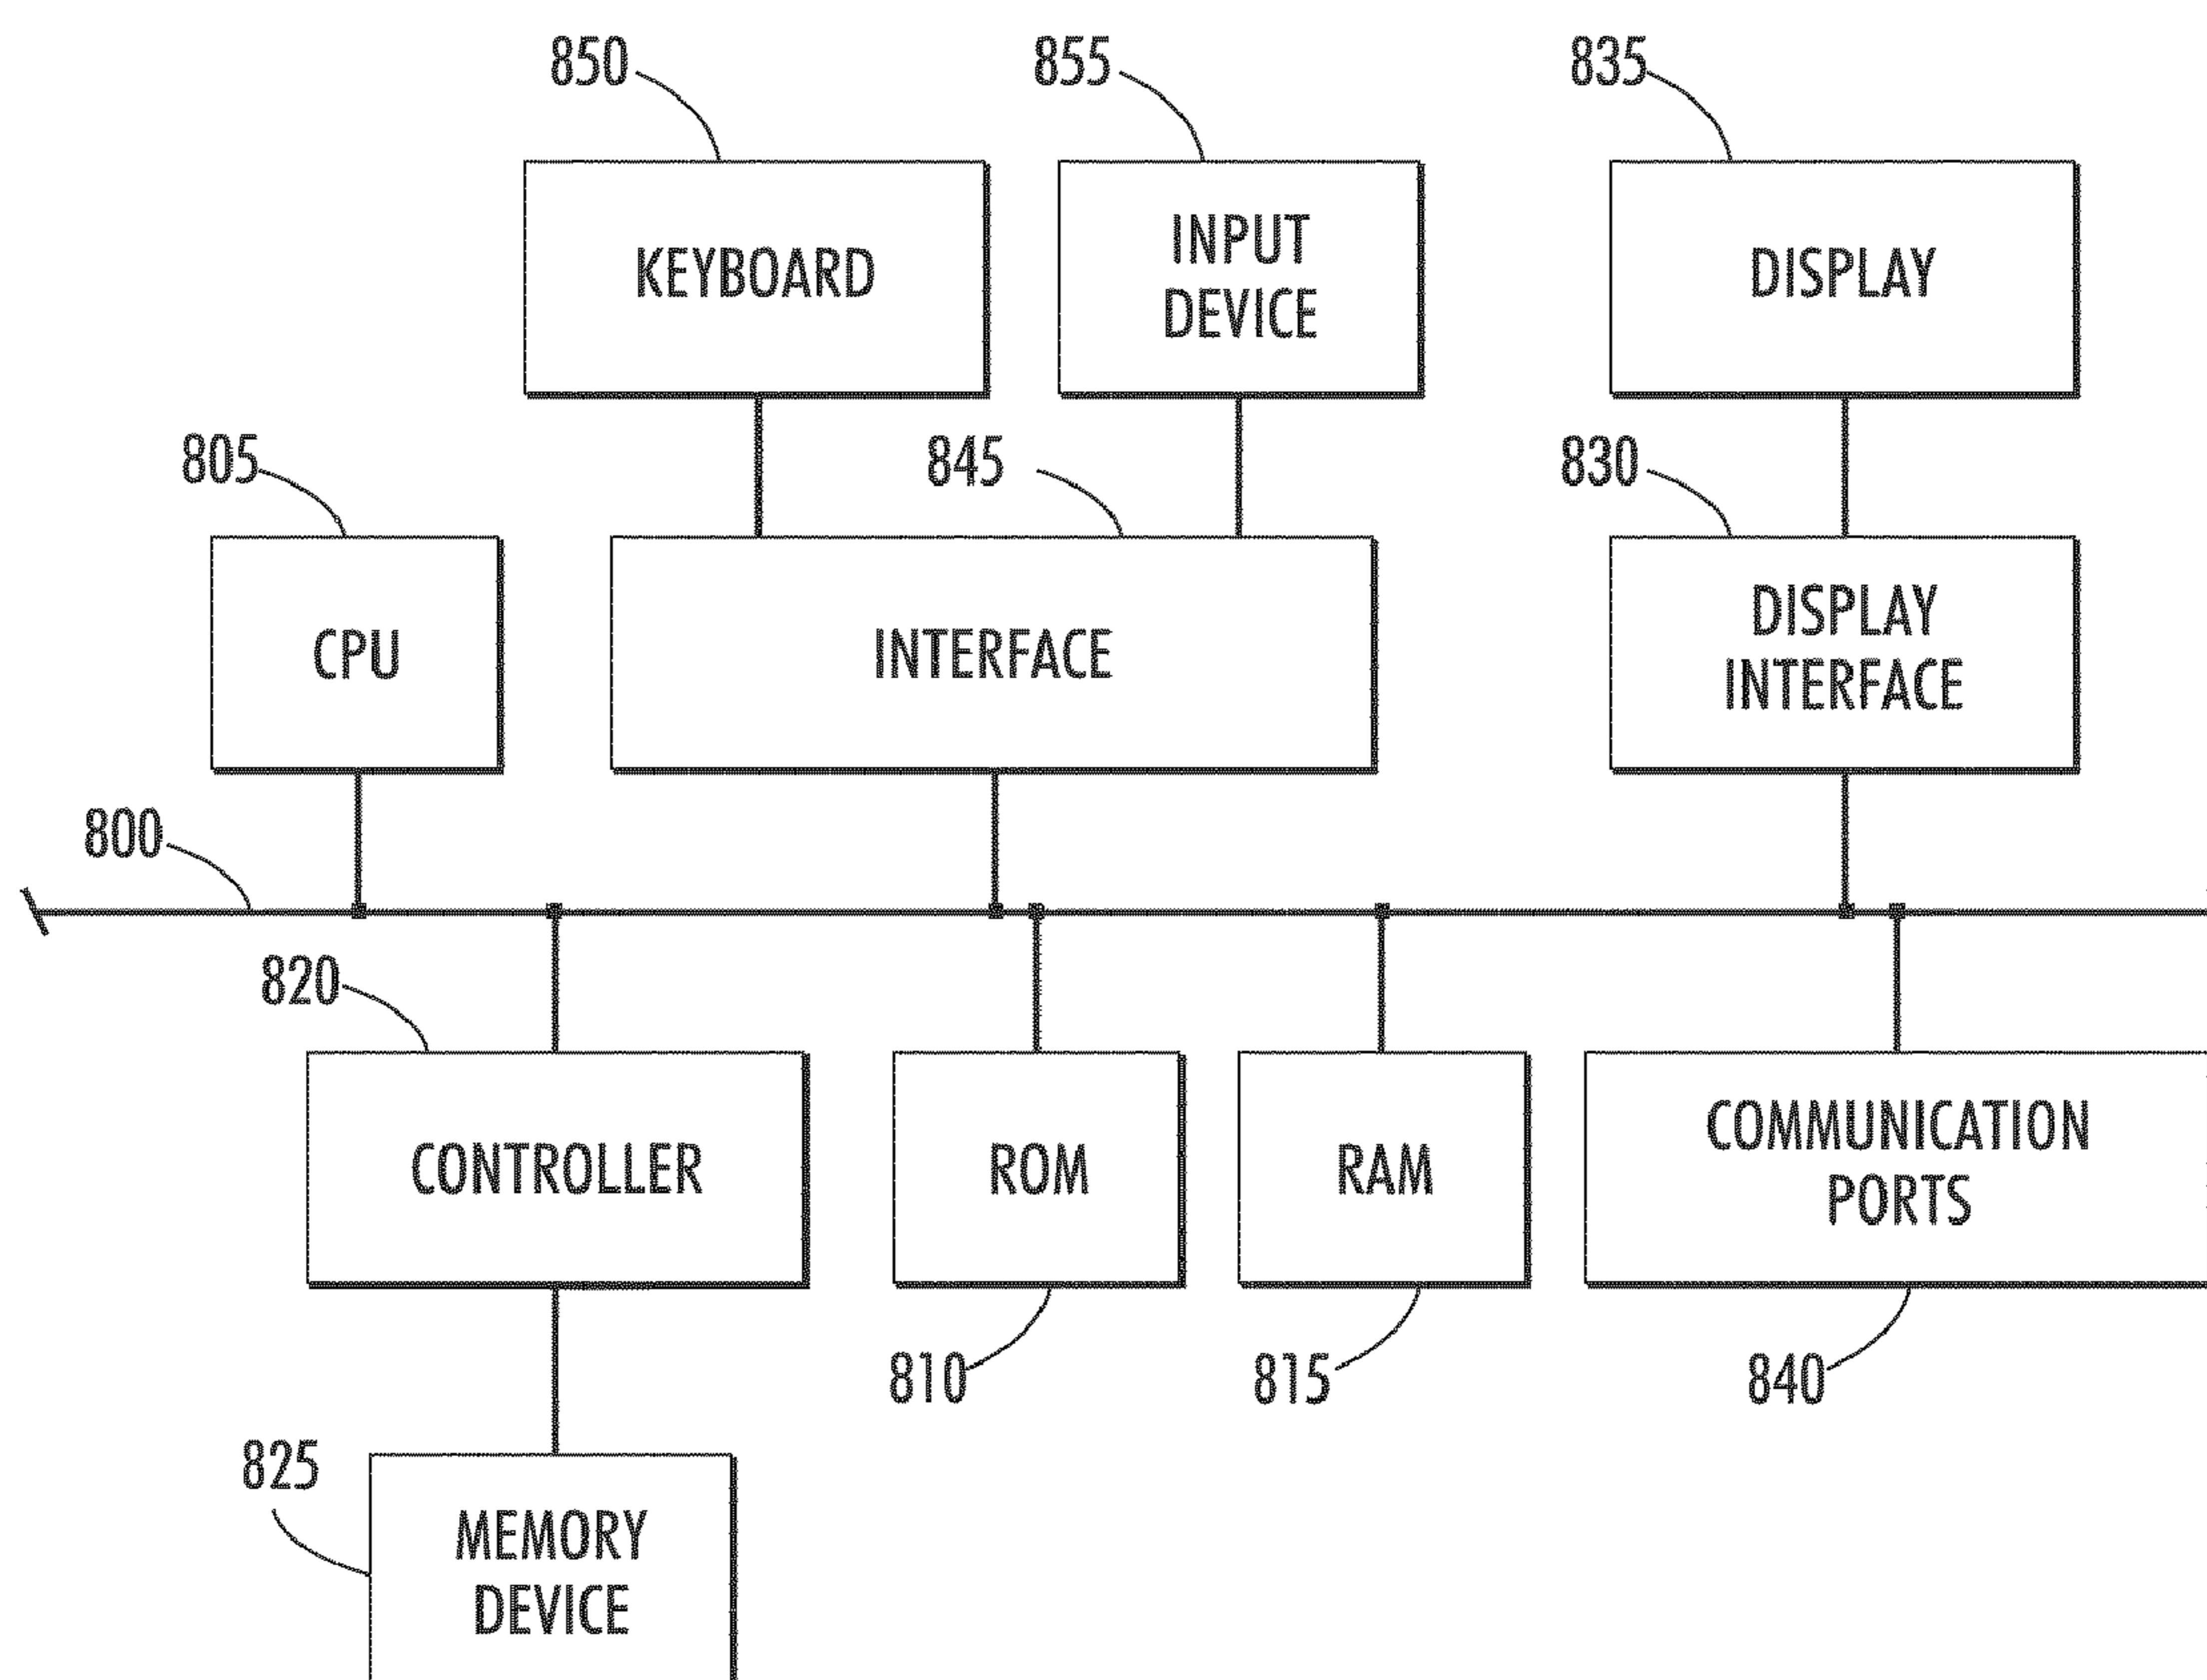 850
855
835
KEYBOARD
INPUT
DEVICE
DISPLAY
805
845
830
CPU
INTERFACE
DISPLAY
INTERFACE
800
820
CONTROLLER
ROM
RAM
COMMUNICATION
PORTS
810
815
840
825
MEMORY
DEVICE